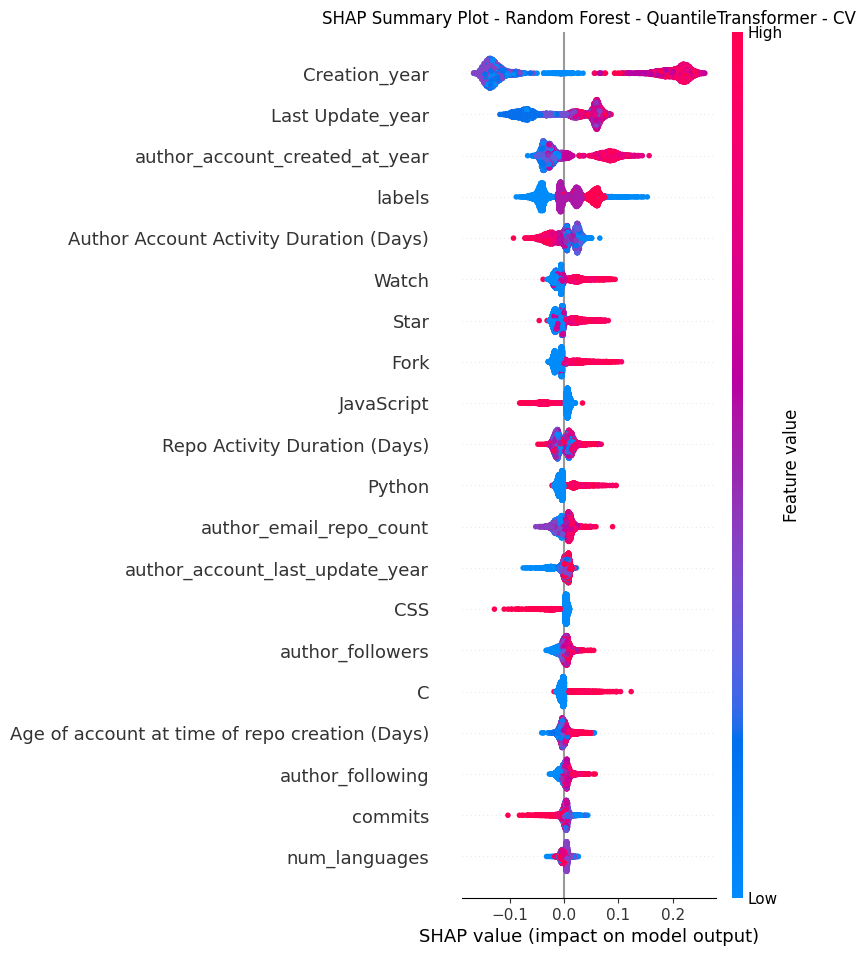 SHAP Summary Plot - Random Forest - QuantileTransformer - CV
High
Creation_year
Last Update_year
author_account_created_at_year
labels
Author Account Activity Duration (Days)
Watch
Star
Fork
JavaScript
Repo Activity Duration (Days)
Python
author_email_repo_count
author_account_last_update_year
CSS
author_followers
C
Age of account at time of repo creation (Days)
author_following
commits
num_languages
Feature value
Low
−0.1 0.0 0.1 0.2
SHAP value (impact on model output)